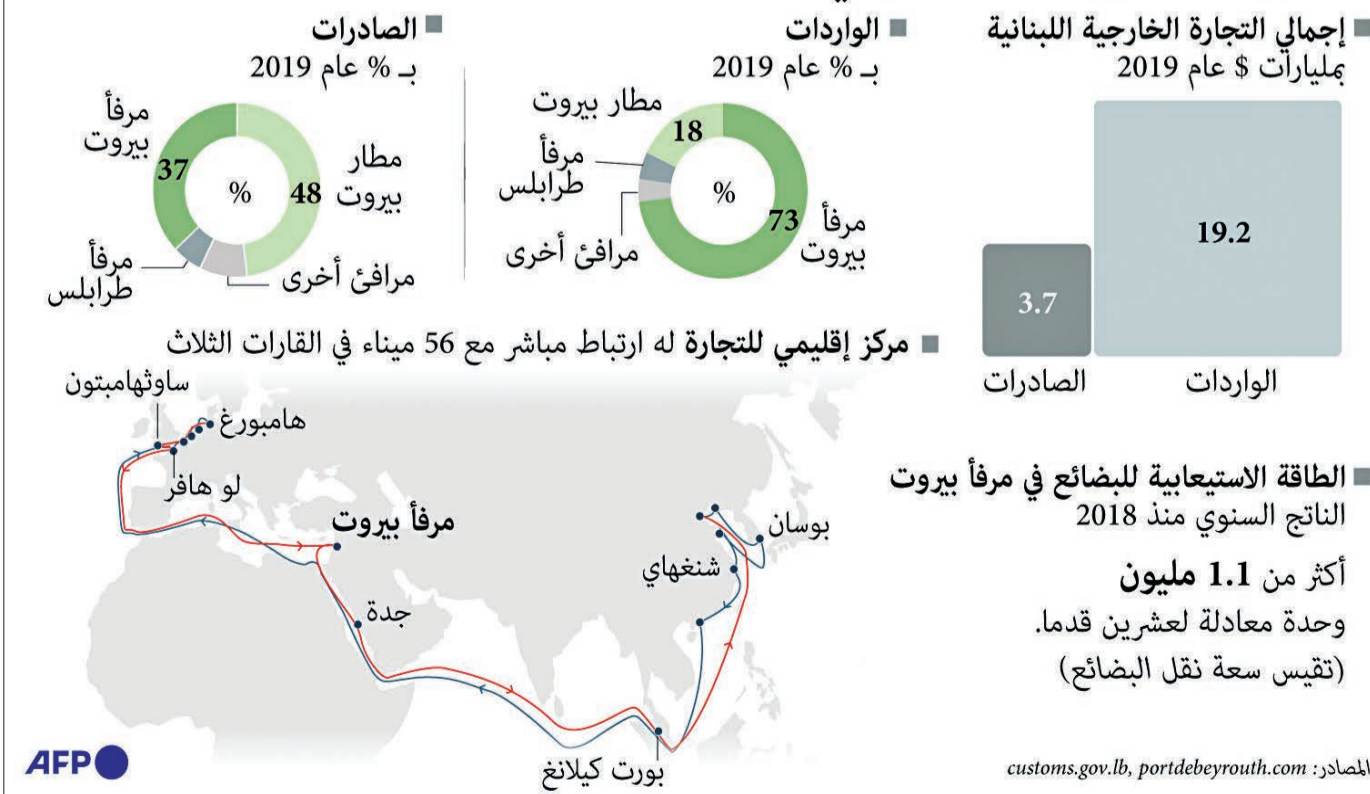 إجمالي التجارة الخارجية اللبنانية
بمليارات $ عام 2019
19.2
3.7
الواردات
الصادرات
الواردات
بـ % عام 2019
مطار بيروت
18
مرفأ
طرابلس
مرافئ أخرى
%
73
مرفأ
بيروت
الصادرات
بـ % عام 2019
مرفأ
بيروت
37
%
48
مطار
بيروت
مرافئ أخرى
مرفأ
طرابلس
مركز إقليمي للتجارة له ارتباط مباشر مع 56 ميناء في القارات الثلاث
ساوثهامبتون
هامبورغ
لو هافر
مرفأ بيروت
جدة
بوسان
شنغهاي
بورت كيلانغ
الطاقة الاستيعابية للبضائع في مرفأ بيروت
الناتج السنوي منذ 2018
أكثر من 1.1 مليون
وحدة معادلة لعشرين قدما.
(تقيس سعة نقل البضائع)
المصادر: customs.gov.lb, portdebeyrouth.com
AFP